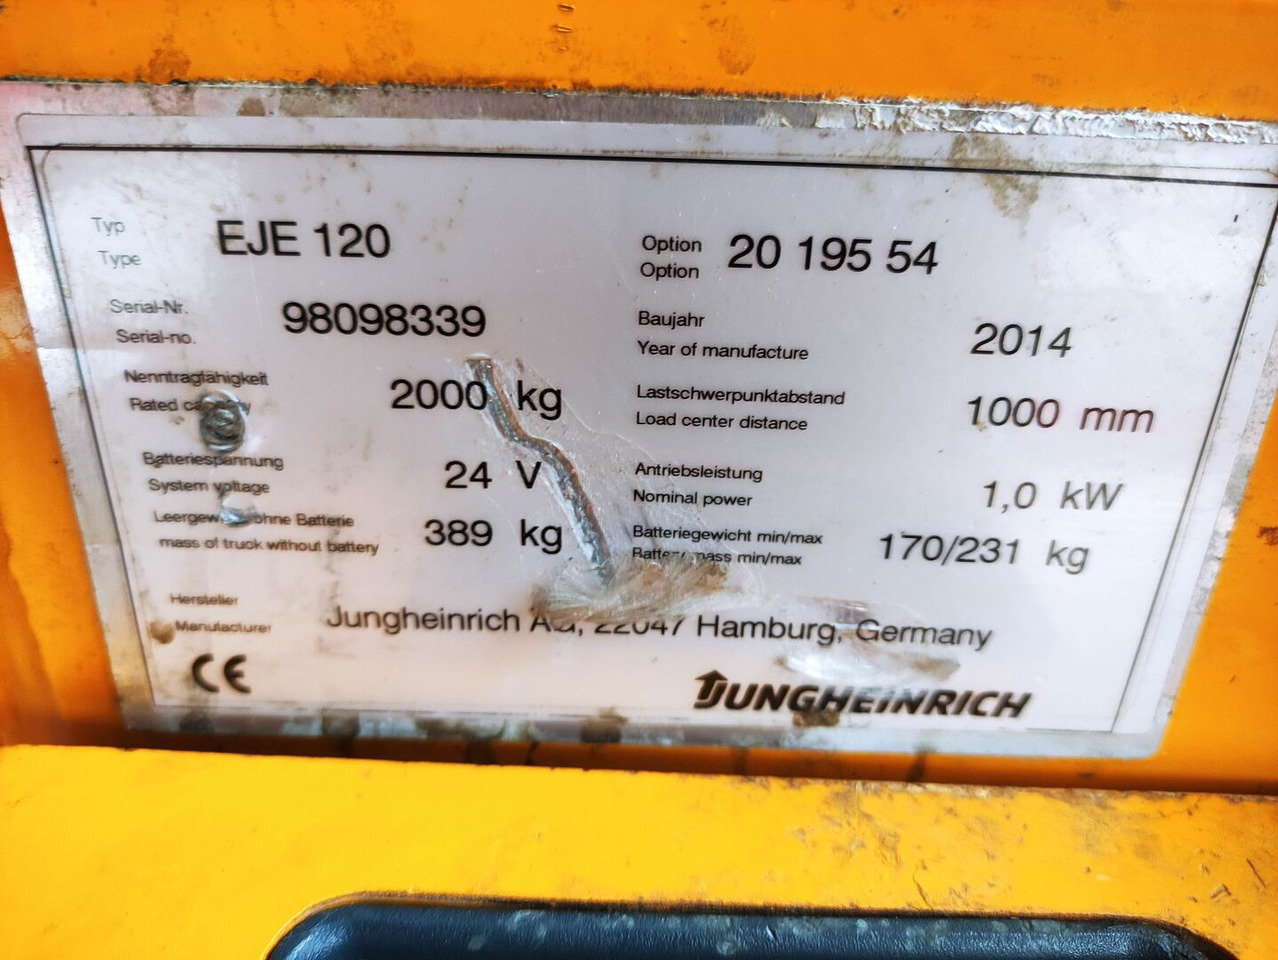 Typ
Type
EJE 120
Option
Option
20 195 54
Serial-Nr.
Serial-no.
98098339
Baujahr
Year of manufacture
2014
Nenntragfähigkeit
Rated
2000 kg
Lastschwerpunktabstand
Load center distance
1000 mm
Batteriespannung
System voltage
24 V
Antriebsleistung
Nominal power
1,0 kW
ohne Batterie
mass of truck without battery
389 kg
Batteriegewicht min/max
min/max
170/231 kg
Hersteller
Manufacturer
Jungheinrich 22047 Hamburg, Germany
CE
JUNGHEINRICH